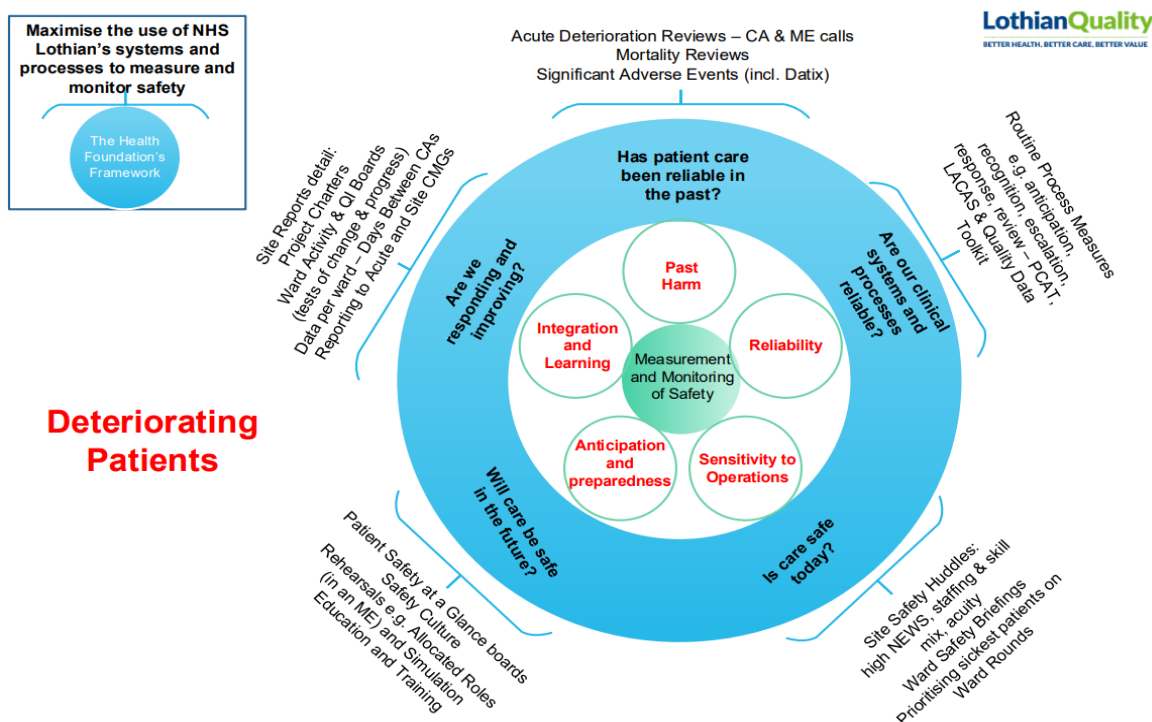 Maximise the use of NHS
Lothian's systems and
processes to measure and
monitor safety
The Health
Foundation's
Framework
LothianQuality
BETTER HEALTH. BETTER CARE. BETTER VALUE
Acute Deterioration Reviews – CA & ME calls
Mortality Reviews
Significant Adverse Events (incl. Datix)
Has patient care
been reliable in
the past?
Routine Process Measures
e.g. anticipation,
recognition, escalation,
response, review – PCAT,
LACAS & Quality Data
Toolkit
Are our clinical
systems and
processes
reliable?
Site Reports detail:
Project Charters
Ward Activity & QI Boards
(tests of change & progress)
Data per ward – Days Between CAs
Reporting to Acute and Site CMGs
Are we
responding and
improving?
Past
Harm
Integration
and
Learning
Reliability
Measurement
and Monitoring
of Safety
Anticipation
and
preparedness
Sensitivity to
Operations
Deteriorating
Patients
Will care be safe
in the future?
Is care safe
today?
Patient Safety at a Glance boards
Safety Culture
Rehearsals e.g. Allocated Roles
(in an ME) and Simulation
Education and Training
Site Safety Huddles:
high NEWS, staffing & skill
mix, acuity
Ward Safety Briefings
Prioritising sickest patients on
Ward Rounds